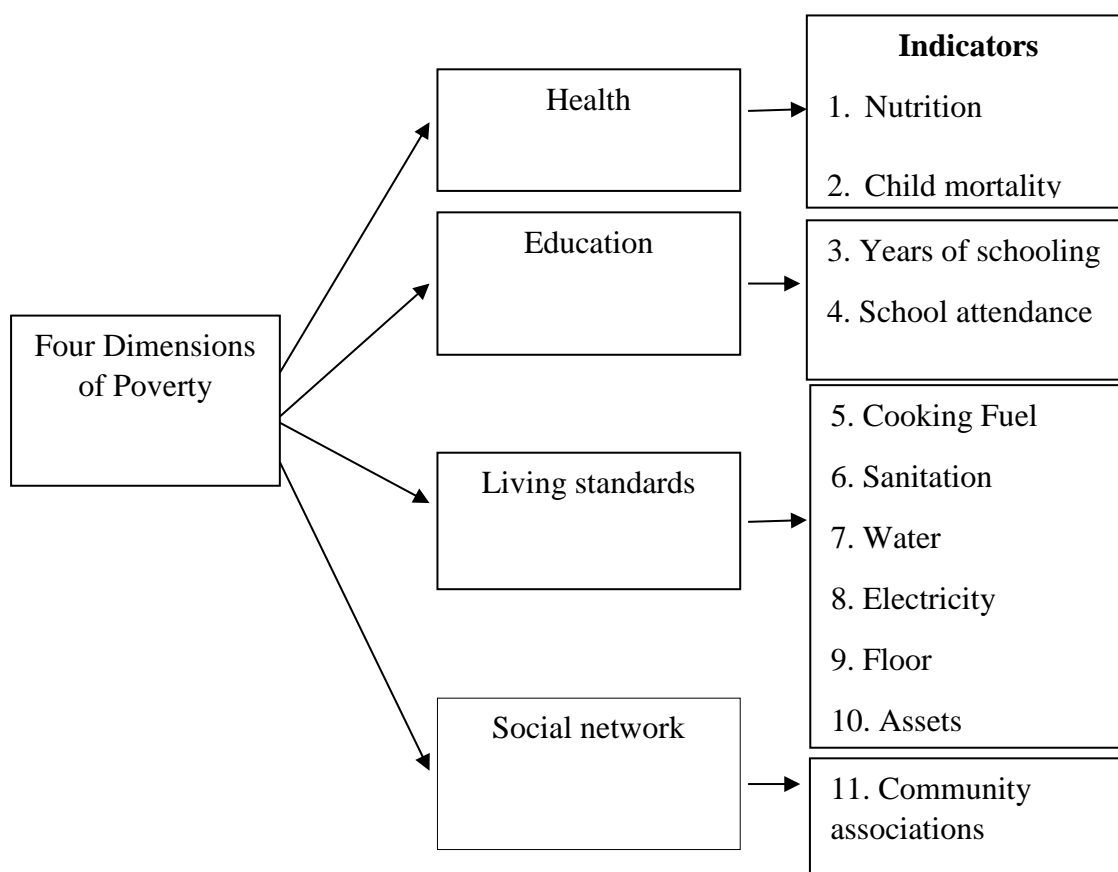 Four Dimensions
of Poverty
Health
Indicators
1. Nutrition
2. Child mortality
Education
3. Years of schooling
4. School attendance
Living standards
5. Cooking Fuel
6. Sanitation
7. Water
8. Electricity
9. Floor
10. Assets
Social network
11. Community
associations